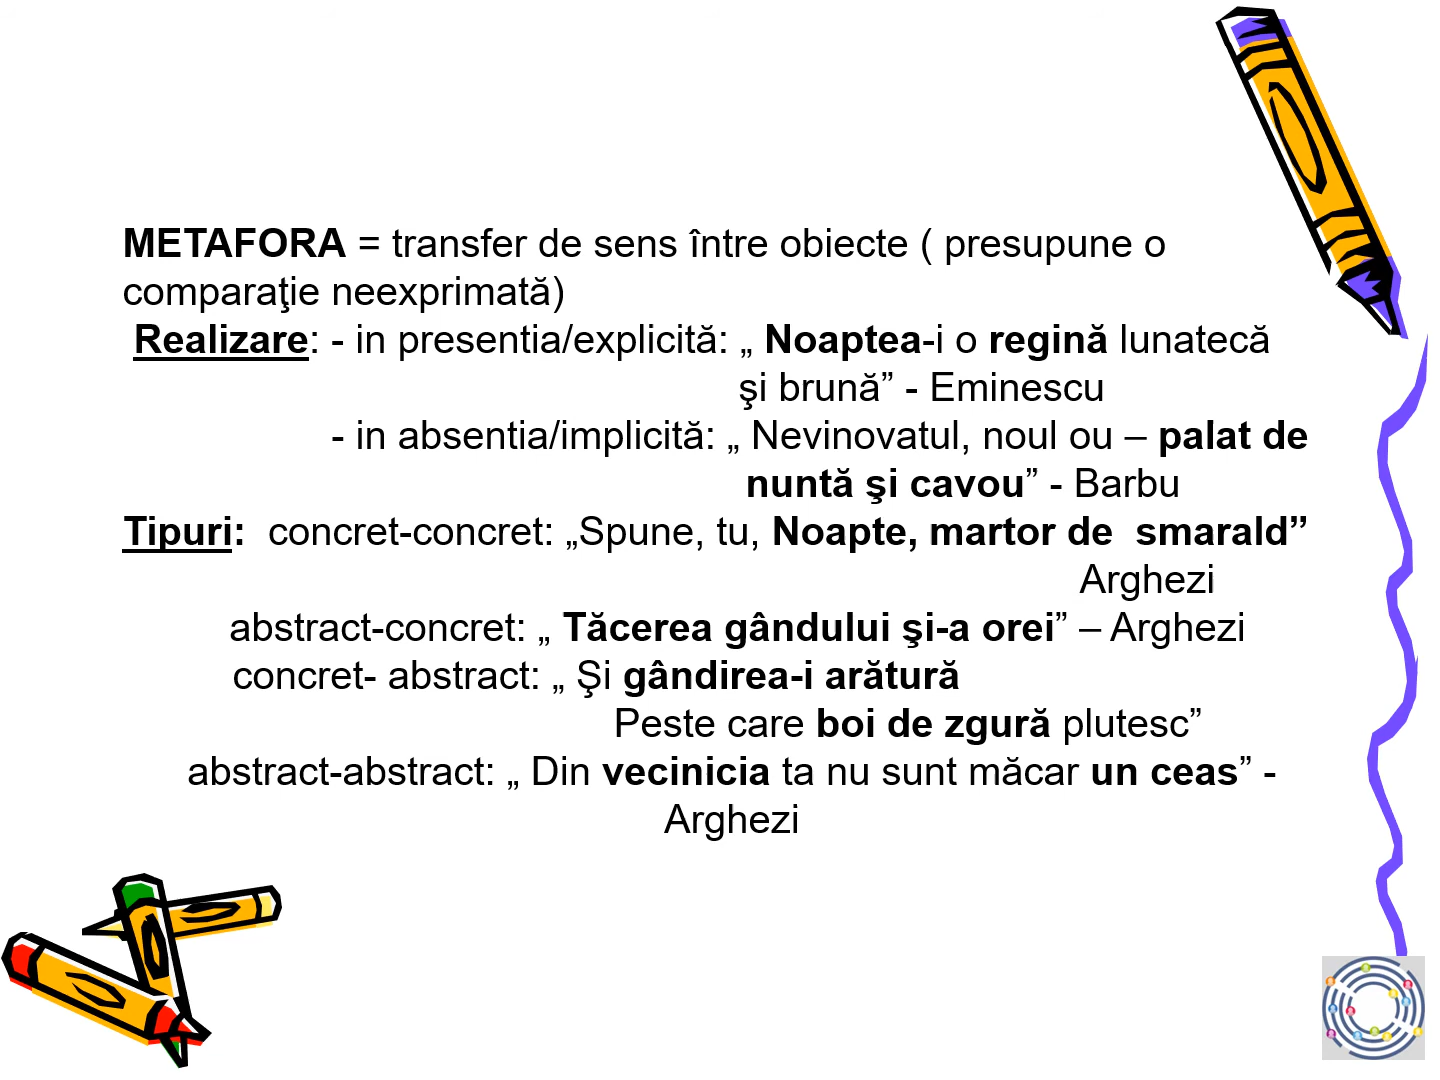 METAFORA = transfer de sens între obiecte ( presupune o
comparaţie neexprimată)
Realizare: - in presentia/explicită: „ Noaptea-i o regină lunatecă
şi brună” - Eminescu
- in absentia/implicită: „ Nevinovatul, noul ou – palat de
nuntă şi cavou” - Barbu
Tipuri: concret-concret: „Spune, tu, Noapte, martor de smarald”
Arghezi
abstract-concret: „ Tăcerea gândului şi-a orei” – Arghezi
concret- abstract: „ Şi gândirea-i arătură
Peste care boi de zgură plutesc”
abstract-abstract: „ Din vecinicia ta nu sunt măcar un ceas” -
Arghezi